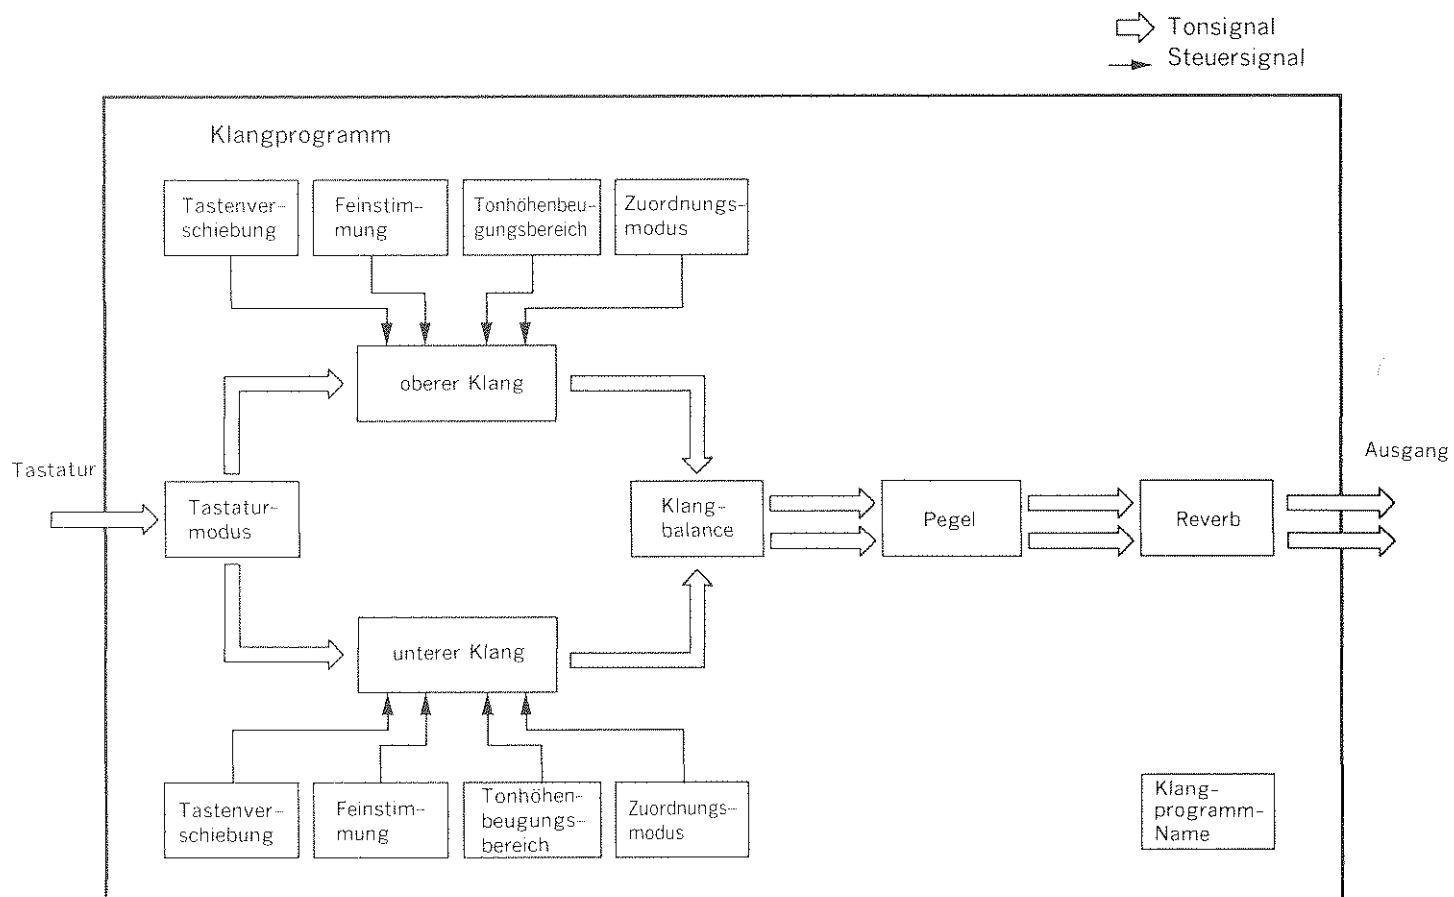 Tonsignal
Steuersignal
Klangprogramm
Tastenver-
schiebung
Feinstim-
mung
Tonhöhenbeu-
gungsbereich
Zuordnungs-
modus
oberer Klang
Tastatur
Ausgang
Tastatur-
modus
Klang-
balance
Pegel
Reverb
unterer Klang
Tastenver-
schiebung
Feinstim-
mung
Tonhöhen-
beugungs-
bereich
Zuordnungs-
modus
Klang-
programm-
Name